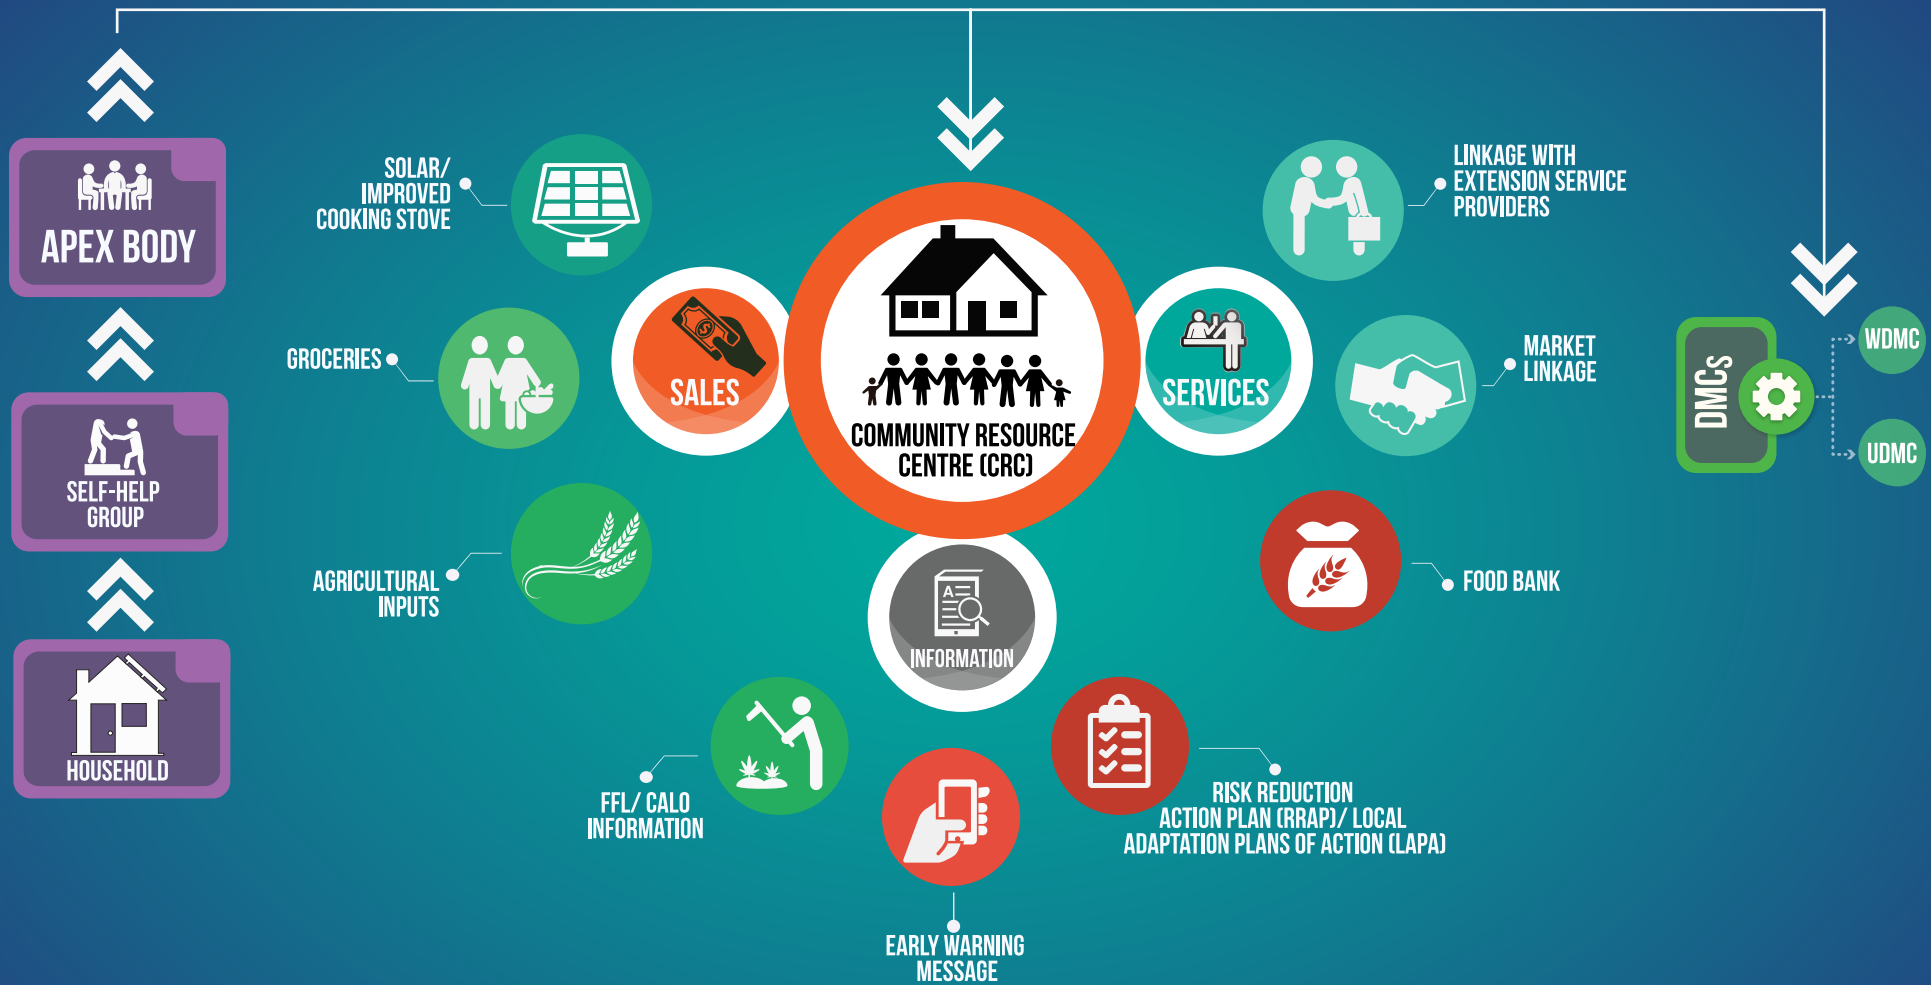 APEX BODY
SELF-HELP
GROUP
HOUSEHOLD
SOLAR/
IMPROVED
COOKING STOVE
GROCERIES
AGRICULTURAL
INPUTS
SALES
COMMUNITY RESOURCE
CENTRE (CRC)
SERVICES
INFORMATION
LINKAGE WITH
EXTENSION SERVICE
PROVIDERS
MARKET
LINKAGE
FOOD BANK
FFL/ CALO
INFORMATION
EARLY WARNING
MESSAGE
RISK REDUCTION
ACTION PLAN (RRAP)/ LOCAL
ADAPTATION PLANS OF ACTION (LAPA)
DMCs
WDMC
UDMC